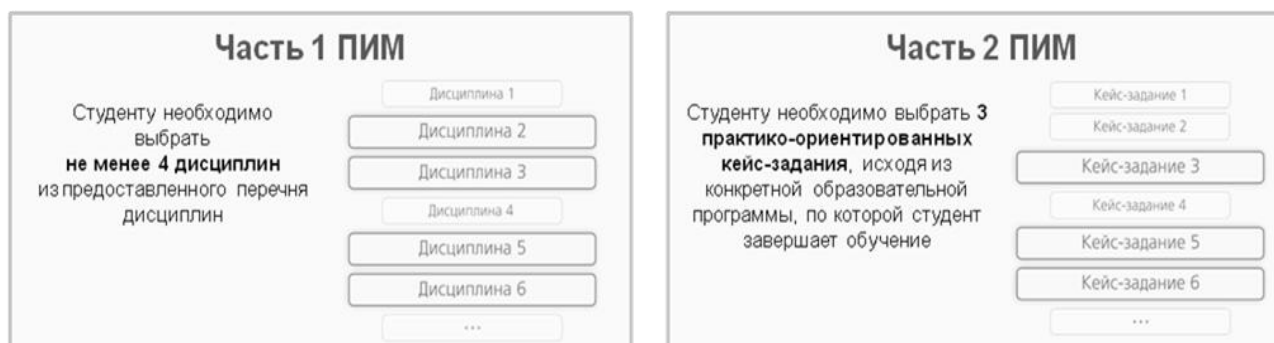 Часть 1 ПИМ
Студенту необходимо
выбрать
не менее 4 дисциплин
из предоставленного перечня
дисциплин
Дисциплина 1
Дисциплина 2
Дисциплина 3
Дисциплина 4
Дисциплина 5
Дисциплина 6
...
Часть 2 ПИМ
Студенту необходимо выбрать 3
практико-ориентированных
кейс-задания, исходя из
конкретной образовательной
программы, по которой студент
завершает обучение
Кейс-задание 1
Кейс-задание 2
Кейс-задание 3
Кейс-задание 4
Кейс-задание 5
Кейс-задание 6
...